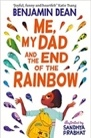 'Joyful, funny and heartfelt' Katie Tsang
BENJAMIN DEAN
ME,
MY DAD
AND THE
END OF THE
RAINBOW
Illustrated by
SANDHYA
PRABHAT